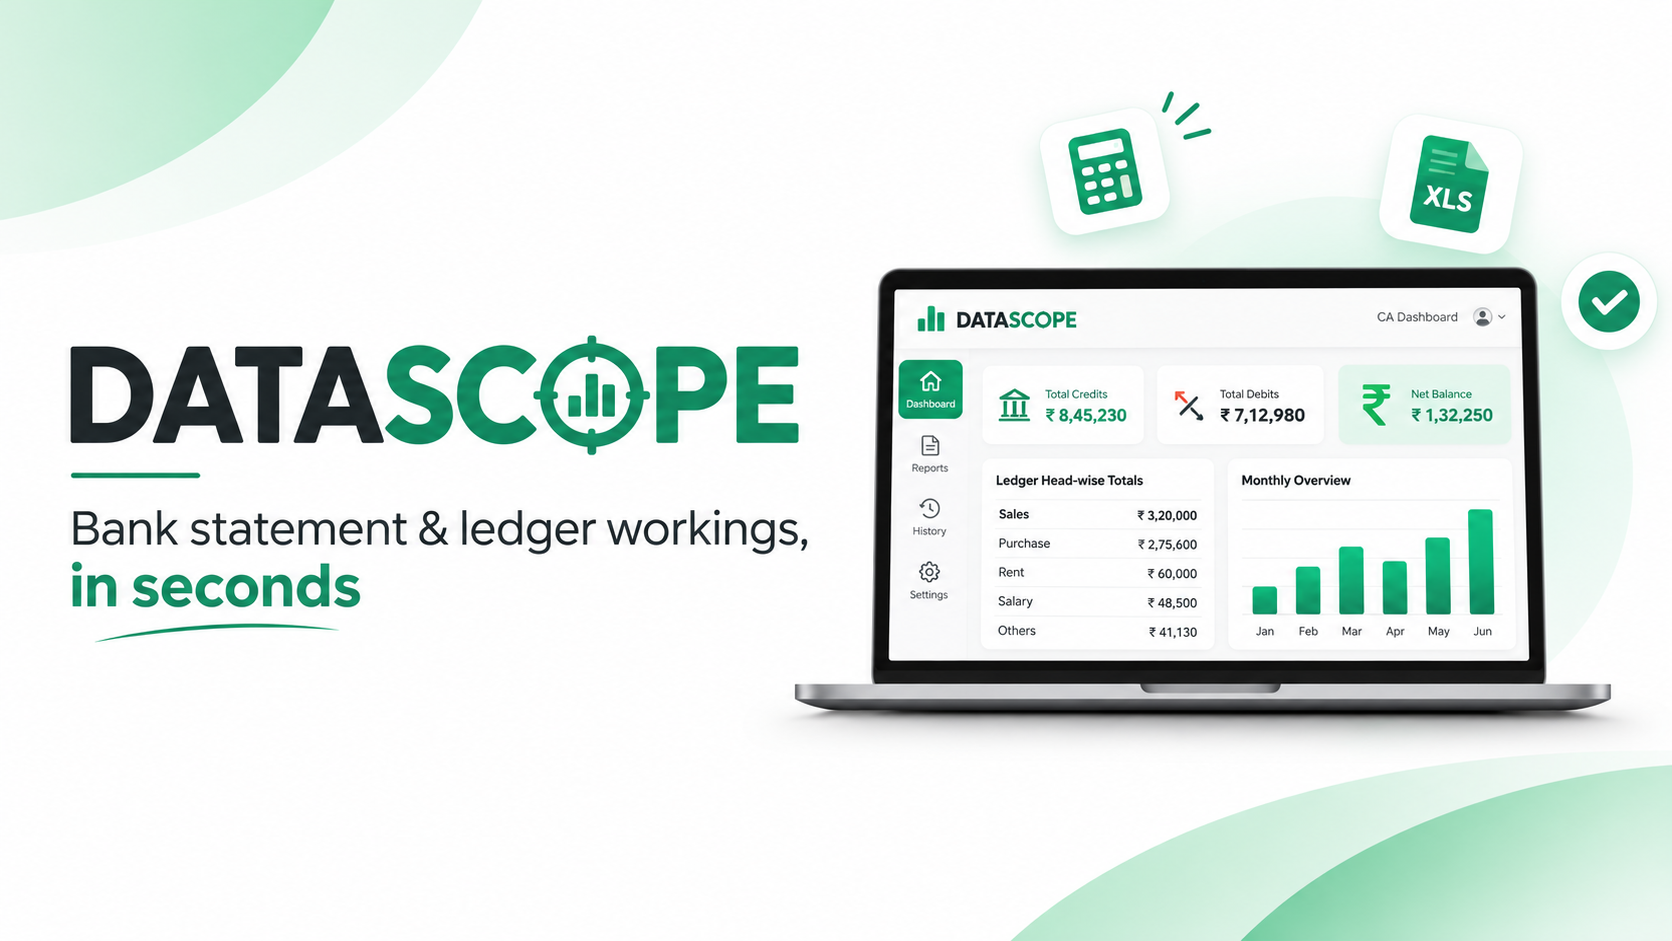 DATASCOPE
Bank statement & ledger workings,
in seconds
XLS
DATASCOPE
CA Dashboard
Dashboard
Reports
History
Settings
Total Credits
₹ 8,45,230
Total Debits
₹ 7,12,980
Net Balance
₹
₹ 1,32,250
Ledger Head-wise Totals
Sales ₹ 3,20,000
Purchase ₹ 2,75,600
Rent ₹ 60,000
Salary ₹ 48,500
Others ₹ 41,130
Monthly Overview
Jan Feb Mar Apr May Jun